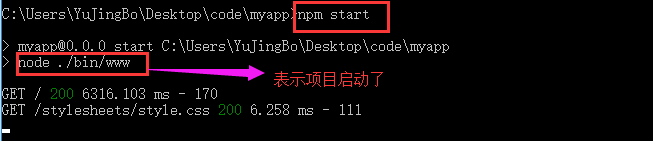 C:\Users\YuJingBo\Desktop\code\myapp>npm start
> myapp@0.0.0 start C:\Users\YuJingBo\Desktop\code\myapp
> node ./bin/www
表示项目启动了
GET / 200 6316.103 ms - 170
GET /stylesheets/style.css 200 6.258 ms - 111